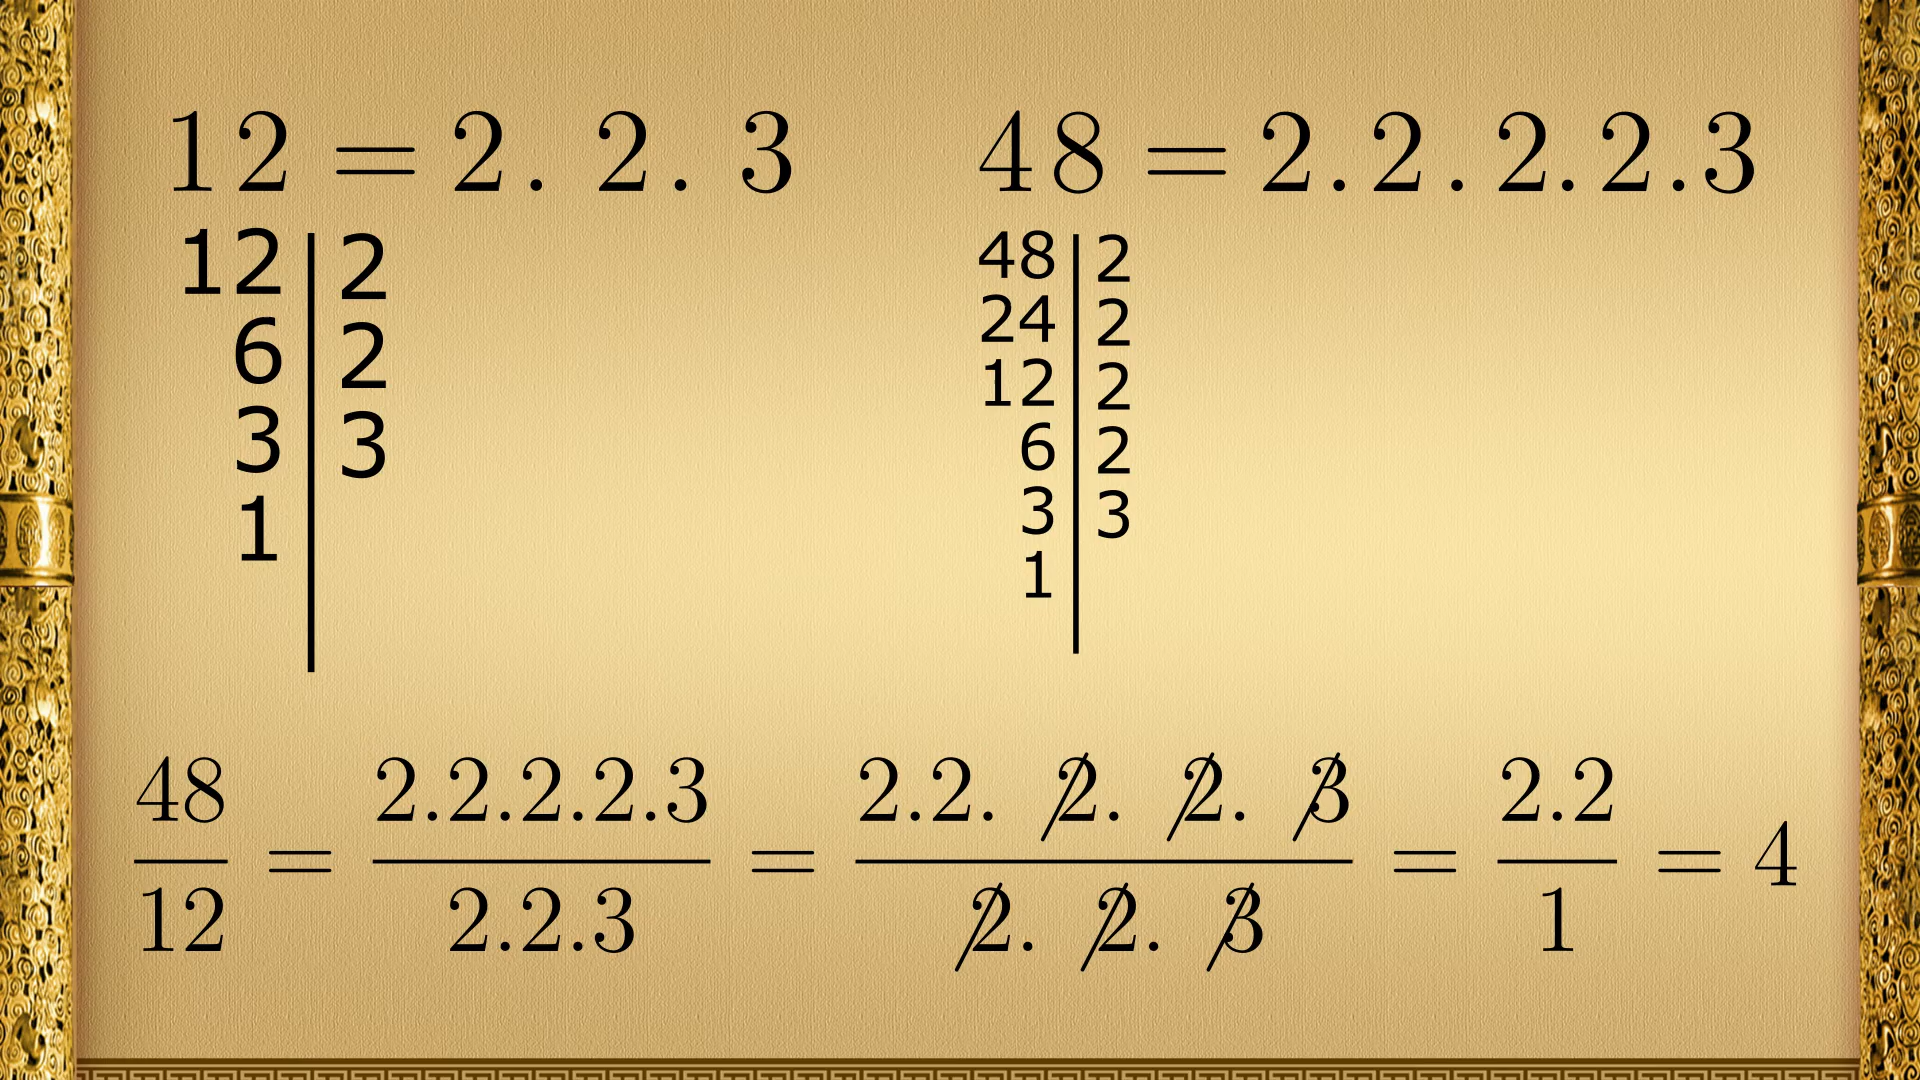 12 = 2. 2. 3
12 | 2
6 | 2
3 | 3
1 |
48 = 2.2.2.2.3
48 | 2
24 | 2
12 | 2
6 | 2
3 | 3
1 |
48/12 = 2.2.2.2.3/2.2.3 = 2.2. 2. 2. 3/2. 2. 3 = 2.2/1 = 4